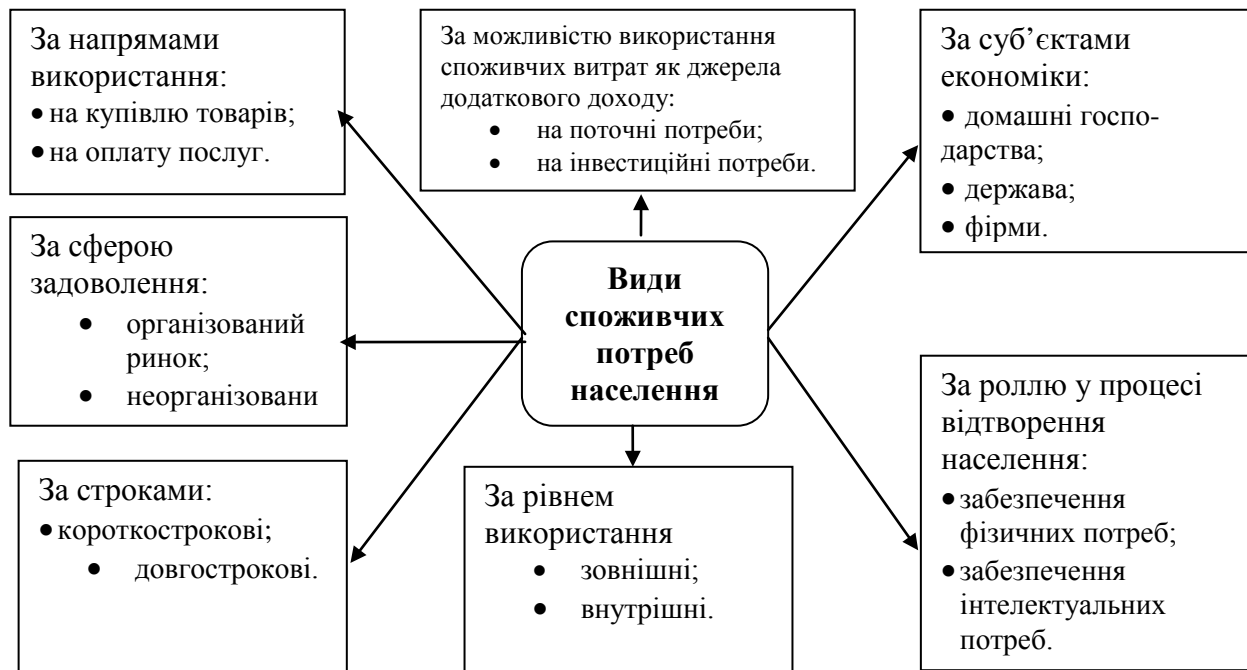 За напрямами
використання:
• на купівлю товарів;
• на оплату послуг.
За можливістю використання
споживчих витрат як джерела
додаткового доходу:
• на поточні потреби;
• на інвестиційні потреби.
За суб’єктами
економіки:
• домашні госпо-
дарства;
• держава;
• фірми.
За сферою
задоволення:
• організований
ринок;
• неорганізовани
Види
споживчих
потреб
населення
За роллю у процесі
відтворення
населення:
• забезпечення
фізичних потреб;
• забезпечення
інтелектуальних
потреб.
За строками:
• короткострокові;
• довгострокові.
За рівнем
використання
• зовнішні;
• внутрішні.